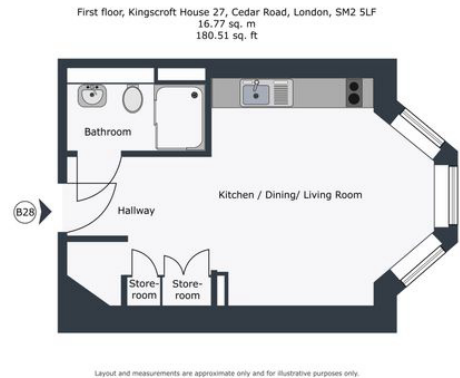 First floor, Kingscroft House 27, Cedar Road, London, SM2 5LF
16.77 sq. m
180.51 sq. ft
Bathroom
Kitchen / Dining/ Living Room
B28
Hallway
Store-
room
Store-
room
Layout and measurements are approximate only and for illustrative purposes only.